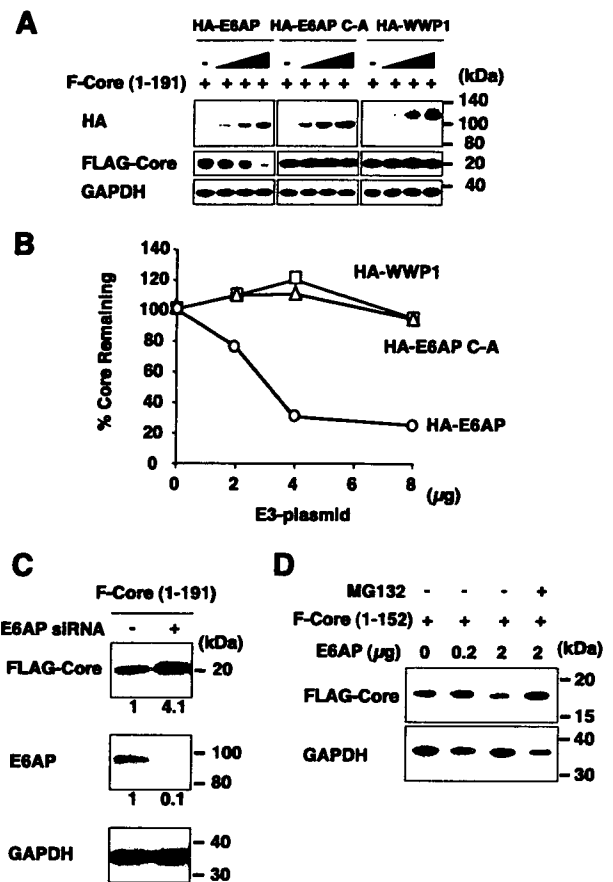 A
HA-E6AP HA-E6AP C-A HA-WWP1
- - -
F-Core (1-191) + + + + + + + + + + + + (kDa)
HA
140
100
80
FLAG-Core
20
GAPDH
40
B
140
120
100
80
60
40
20
0
% Core Remaining
HA-WWP1
HA-E6AP C-A
HA-E6AP
0 2 4 6 8 (µg)
E3-plasmid
C
F-Core (1-191)
E6AP siRNA - + (kDa)
FLAG-Core
20
1 4.1
E6AP
100
80
1 0.1
GAPDH
40
30
D
MG132 - - - +
F-Core (1-152) + + + +
E6AP (µg) 0 0.2 2 2 (kDa)
FLAG-Core
20
15
GAPDH
40
30